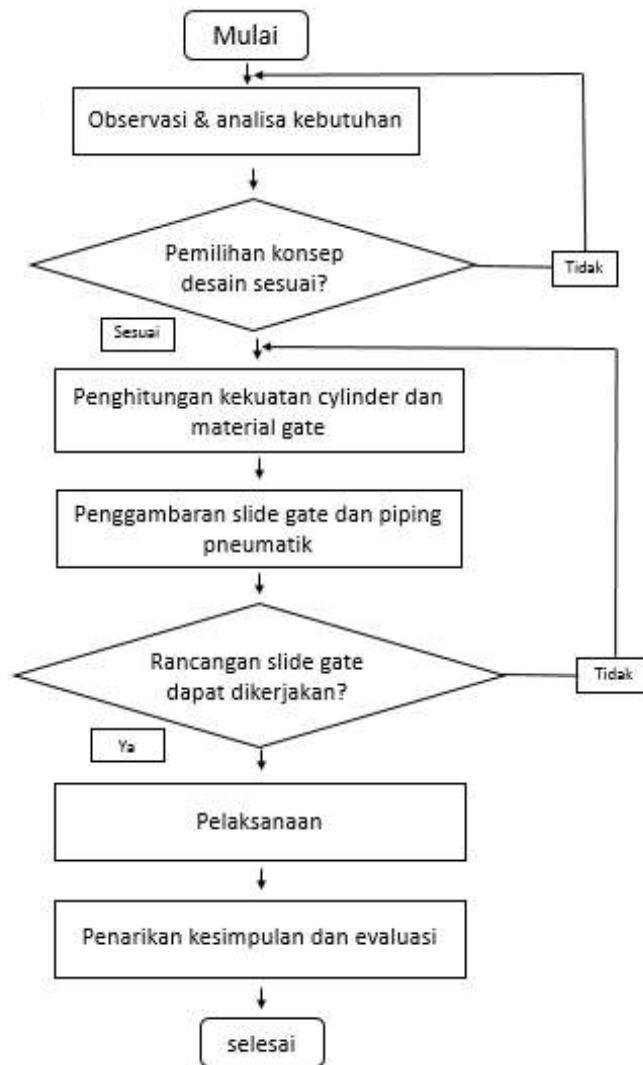 Mulai
Observasi & analisa kebutuhan
Pemilihan konsep
desain sesuai?
Tidak
Sesuai
Penghitungan kekuatan cylinder dan
material gate
Penggambaran slide gate dan piping
pneumatik
Rancangan slide gate
dapat dikerjakan?
Tidak
Ya
Pelaksanaan
Penarikan kesimpulan dan evaluasi
selesai